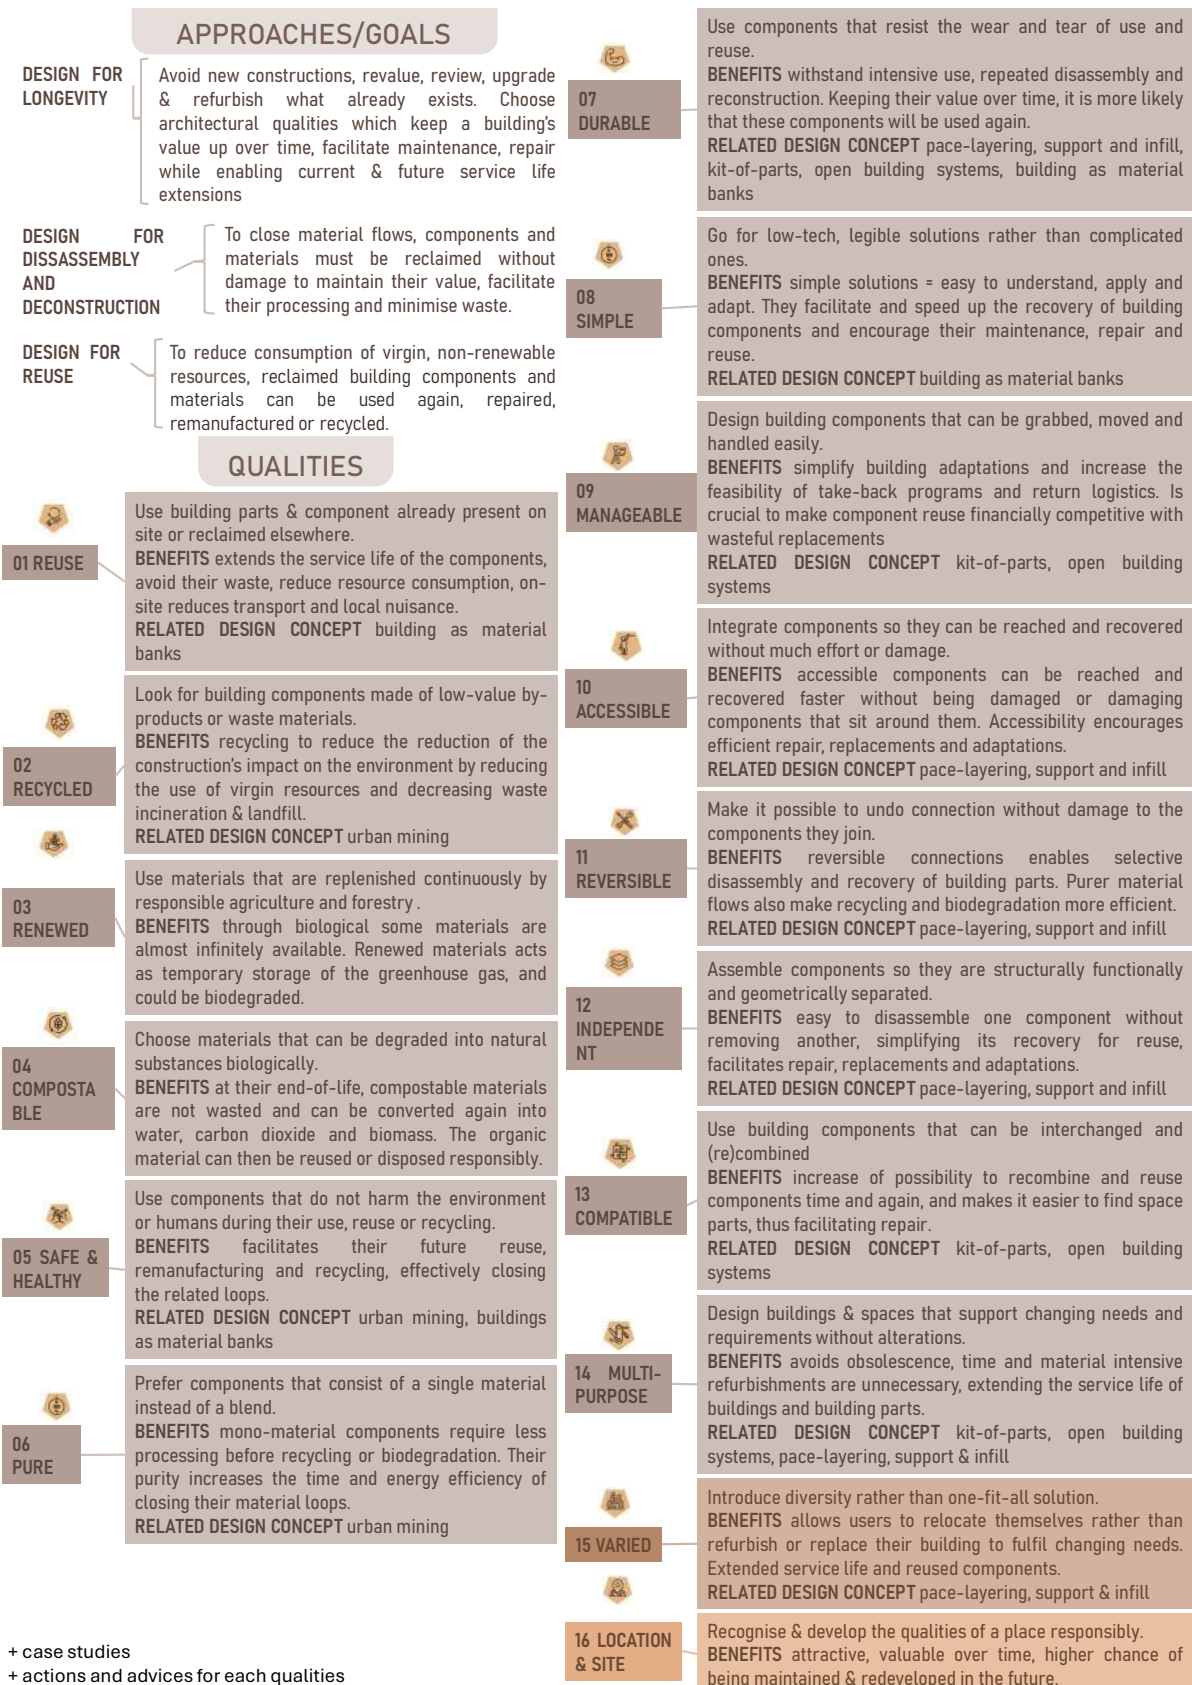 APPROACHES/GOALS
DESIGN FOR
LONGEVITY
Avoid new constructions, revalue, review, upgrade
& refurbish what already exists. Choose
architectural qualities which keep a building's
value up over time, facilitate maintenance, repair
while enabling current & future service life
extensions
DESIGN FOR
DISSASSEMBLY
AND
DECONSTRUCTION
To close material flows, components and
materials must be reclaimed without
damage to maintain their value, facilitate
their processing and minimise waste.
DESIGN FOR
REUSE
To reduce consumption of virgin, non-renewable
resources, reclaimed building components and
materials can be used again, repaired,
remanufactured or recycled.
QUALITIES
01 REUSE
Use building parts & component already present on
site or reclaimed elsewhere.
BENEFITS extends the service life of the components,
avoid their waste, reduce resource consumption, on-
site reduces transport and local nuisance.
RELATED DESIGN CONCEPT building as material
banks
02
RECYCLED
Look for building components made of low-value by-
products or waste materials.
BENEFITS recycling to reduce the reduction of the
construction's impact on the environment by reducing
the use of virgin resources and decreasing waste
incineration & landfill.
RELATED DESIGN CONCEPT urban mining
03
RENEWED
Use materials that are replenished continuously by
responsible agriculture and forestry .
BENEFITS through biological some materials are
almost infinitely available. Renewed materials acts
as temporary storage of the greenhouse gas, and
could be biodegraded.
04
COMPOSTA
BLE
Choose materials that can be degraded into natural
substances biologically.
BENEFITS at their end-of-life, compostable materials
are not wasted and can be converted again into
water, carbon dioxide and biomass. The organic
material can then be reused or disposed responsibly.
05 SAFE &
HEALTHY
Use components that do not harm the environment
or humans during their use, reuse or recycling.
BENEFITS facilitates their future reuse,
remanufacturing and recycling, effectively closing
the related loops.
RELATED DESIGN CONCEPT urban mining, buildings
as material banks
06
PURE
Prefer components that consist of a single material
instead of a blend.
BENEFITS mono-material components require less
processing before recycling or biodegradation. Their
purity increases the time and energy efficiency of
closing their material loops.
RELATED DESIGN CONCEPT urban mining
+ case studies
+ actions and advices for each qualities
07
DURABLE
Use components that resist the wear and tear of use and
reuse.
BENEFITS withstand intensive use, repeated disassembly and
reconstruction. Keeping their value over time, it is more likely
that these components will be used again.
RELATED DESIGN CONCEPT pace-layering, support and infill,
kit-of-parts, open building systems, building as material
banks
08
SIMPLE
Go for low-tech, legible solutions rather than complicated
ones.
BENEFITS simple solutions = easy to understand, apply and
adapt. They facilitate and speed up the recovery of building
components and encourage their maintenance, repair and
reuse.
RELATED DESIGN CONCEPT building as material banks
09
MANAGEABLE
Design building components that can be grabbed, moved and
handled easily.
BENEFITS simplify building adaptations and increase the
feasibility of take-back programs and return logistics. Is
crucial to make component reuse financially competitive with
wasteful replacements
RELATED DESIGN CONCEPT kit-of-parts, open building
systems
10
ACCESSIBLE
Integrate components so they can be reached and recovered
without much effort or damage.
BENEFITS accessible components can be reached and
recovered faster without being damaged or damaging
components that sit around them. Accessibility encourages
efficient repair, replacements and adaptations.
RELATED DESIGN CONCEPT pace-layering, support and infill
11
REVERSIBLE
Make it possible to undo connection without damage to the
components they join.
BENEFITS reversible connections enables selective
disassembly and recovery of building parts. Purer material
flows also make recycling and biodegradation more efficient.
RELATED DESIGN CONCEPT pace-layering, support and infill
12
INDEPENDE
NT
Assemble components so they are structurally functionally
and geometrically separated.
BENEFITS easy to disassemble one component without
removing another, simplifying its recovery for reuse,
facilitates repair, replacements and adaptations.
RELATED DESIGN CONCEPT pace-layering, support and infill
13
COMPATIBLE
Use building components that can be interchanged and
(re)combined
BENEFITS increase of possibility to recombine and reuse
components time and again, and makes it easier to find space
parts, thus facilitating repair.
RELATED DESIGN CONCEPT kit-of-parts, open building
systems
14 MULTI-
PURPOSE
Design buildings & spaces that support changing needs and
requirements without alterations.
BENEFITS avoids obsolescence, time and material intensive
refurbishments are unnecessary, extending the service life of
buildings and building parts.
RELATED DESIGN CONCEPT kit-of-parts, open building
systems, pace-layering, support & infill
15 VARIED
Introduce diversity rather than one-fit-all solution.
BENEFITS allows users to relocate themselves rather than
refurbish or replace their building to fulfil changing needs.
Extended service life and reused components.
RELATED DESIGN CONCEPT pace-layering, support & infill
16 LOCATION
& SITE
Recognise & develop the qualities of a place responsibly.
BENEFITS attractive, valuable over time, higher chance of
being maintained & redeveloped in the future.